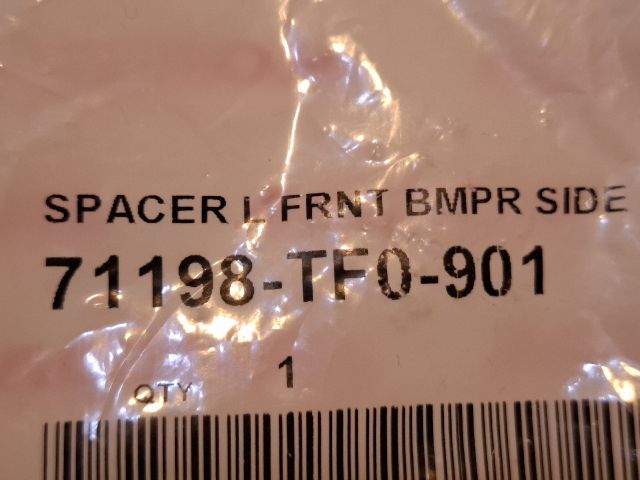 SPACER L FRNT BMPR SIDE
71198-TF0-901
QTY 1